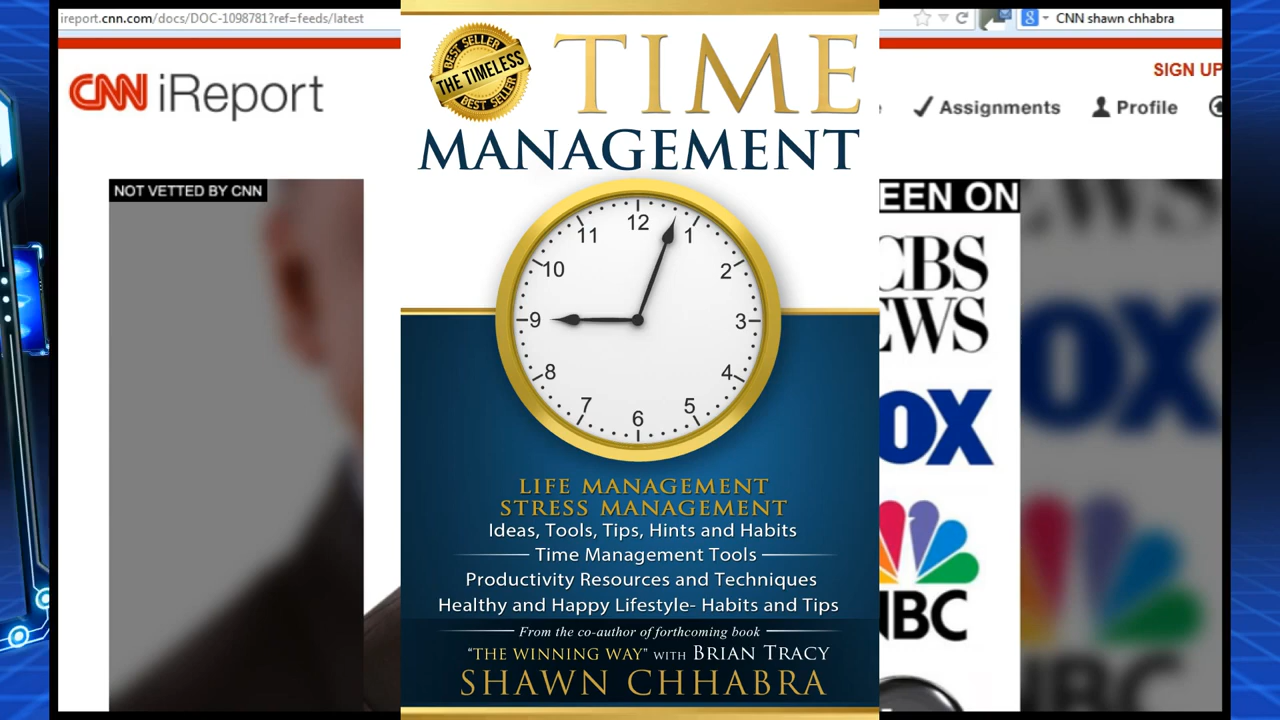 ireport.cnn.com/docs/DOC-1098781?ref=feeds/latest
CNN shawn chhabra
CNN iReport
SIGN UP
Assignments
Profile
NOT VETTED BY CNN
BEST SELLER
THE TIMELESS
BEST SELLER
TIME
MANAGEMENT
12
1
2
3
4
5
6
7
8
9
10
11
LIFE MANAGEMENT
STRESS MANAGEMENT
Ideas, Tools, Tips, Hints and Habits
Time Management Tools
Productivity Resources and Techniques
Healthy and Happy Lifestyle- Habits and Tips
From the co-author of forthcoming book
"THE WINNING WAY" WITH BRIAN TRACY
SHAWN CHHABRA
EEN ON
CBS
EWS
OX
NBC